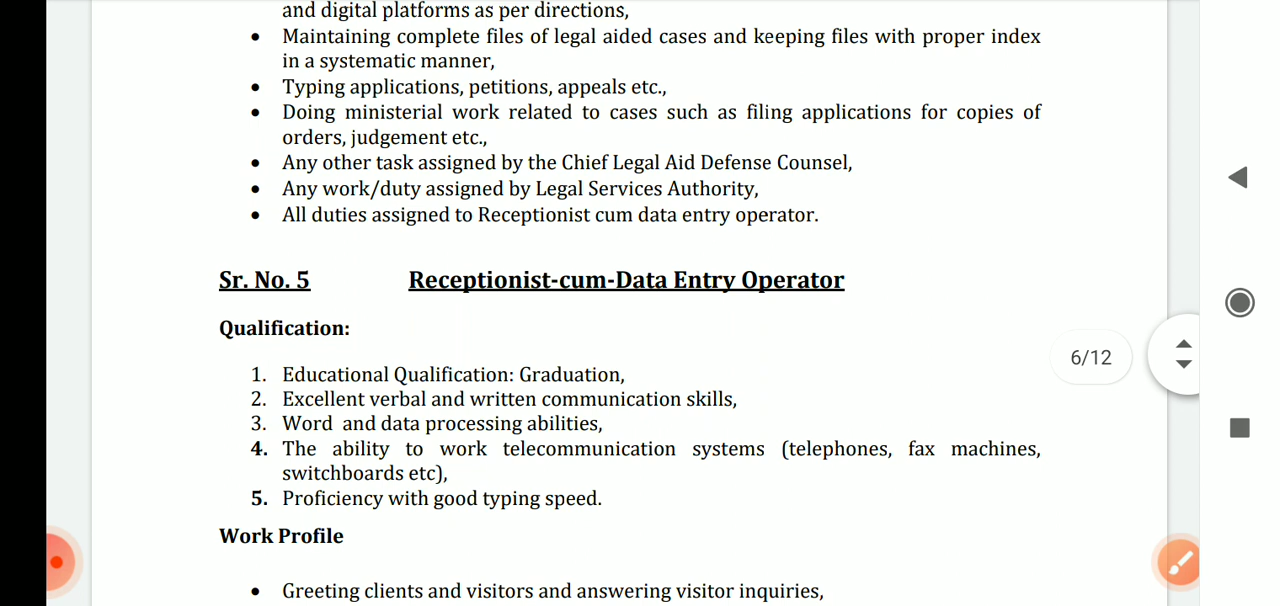 and digital platforms as per directions,
• Maintaining complete files of legal aided cases and keeping files with proper index
in a systematic manner,
• Typing applications, petitions, appeals etc.,
• Doing ministerial work related to cases such as filing applications for copies of
orders, judgement etc.,
• Any other task assigned by the Chief Legal Aid Defense Counsel,
• Any work/duty assigned by Legal Services Authority,
• All duties assigned to Receptionist cum data entry operator.
Sr. No. 5 Receptionist-cum-Data Entry Operator
Qualification:
6/12
1. Educational Qualification: Graduation,
2. Excellent verbal and written communication skills,
3. Word and data processing abilities,
4. The ability to work telecommunication systems (telephones, fax machines,
switchboards etc),
5. Proficiency with good typing speed.
Work Profile
• Greeting clients and visitors and answering visitor inquiries,